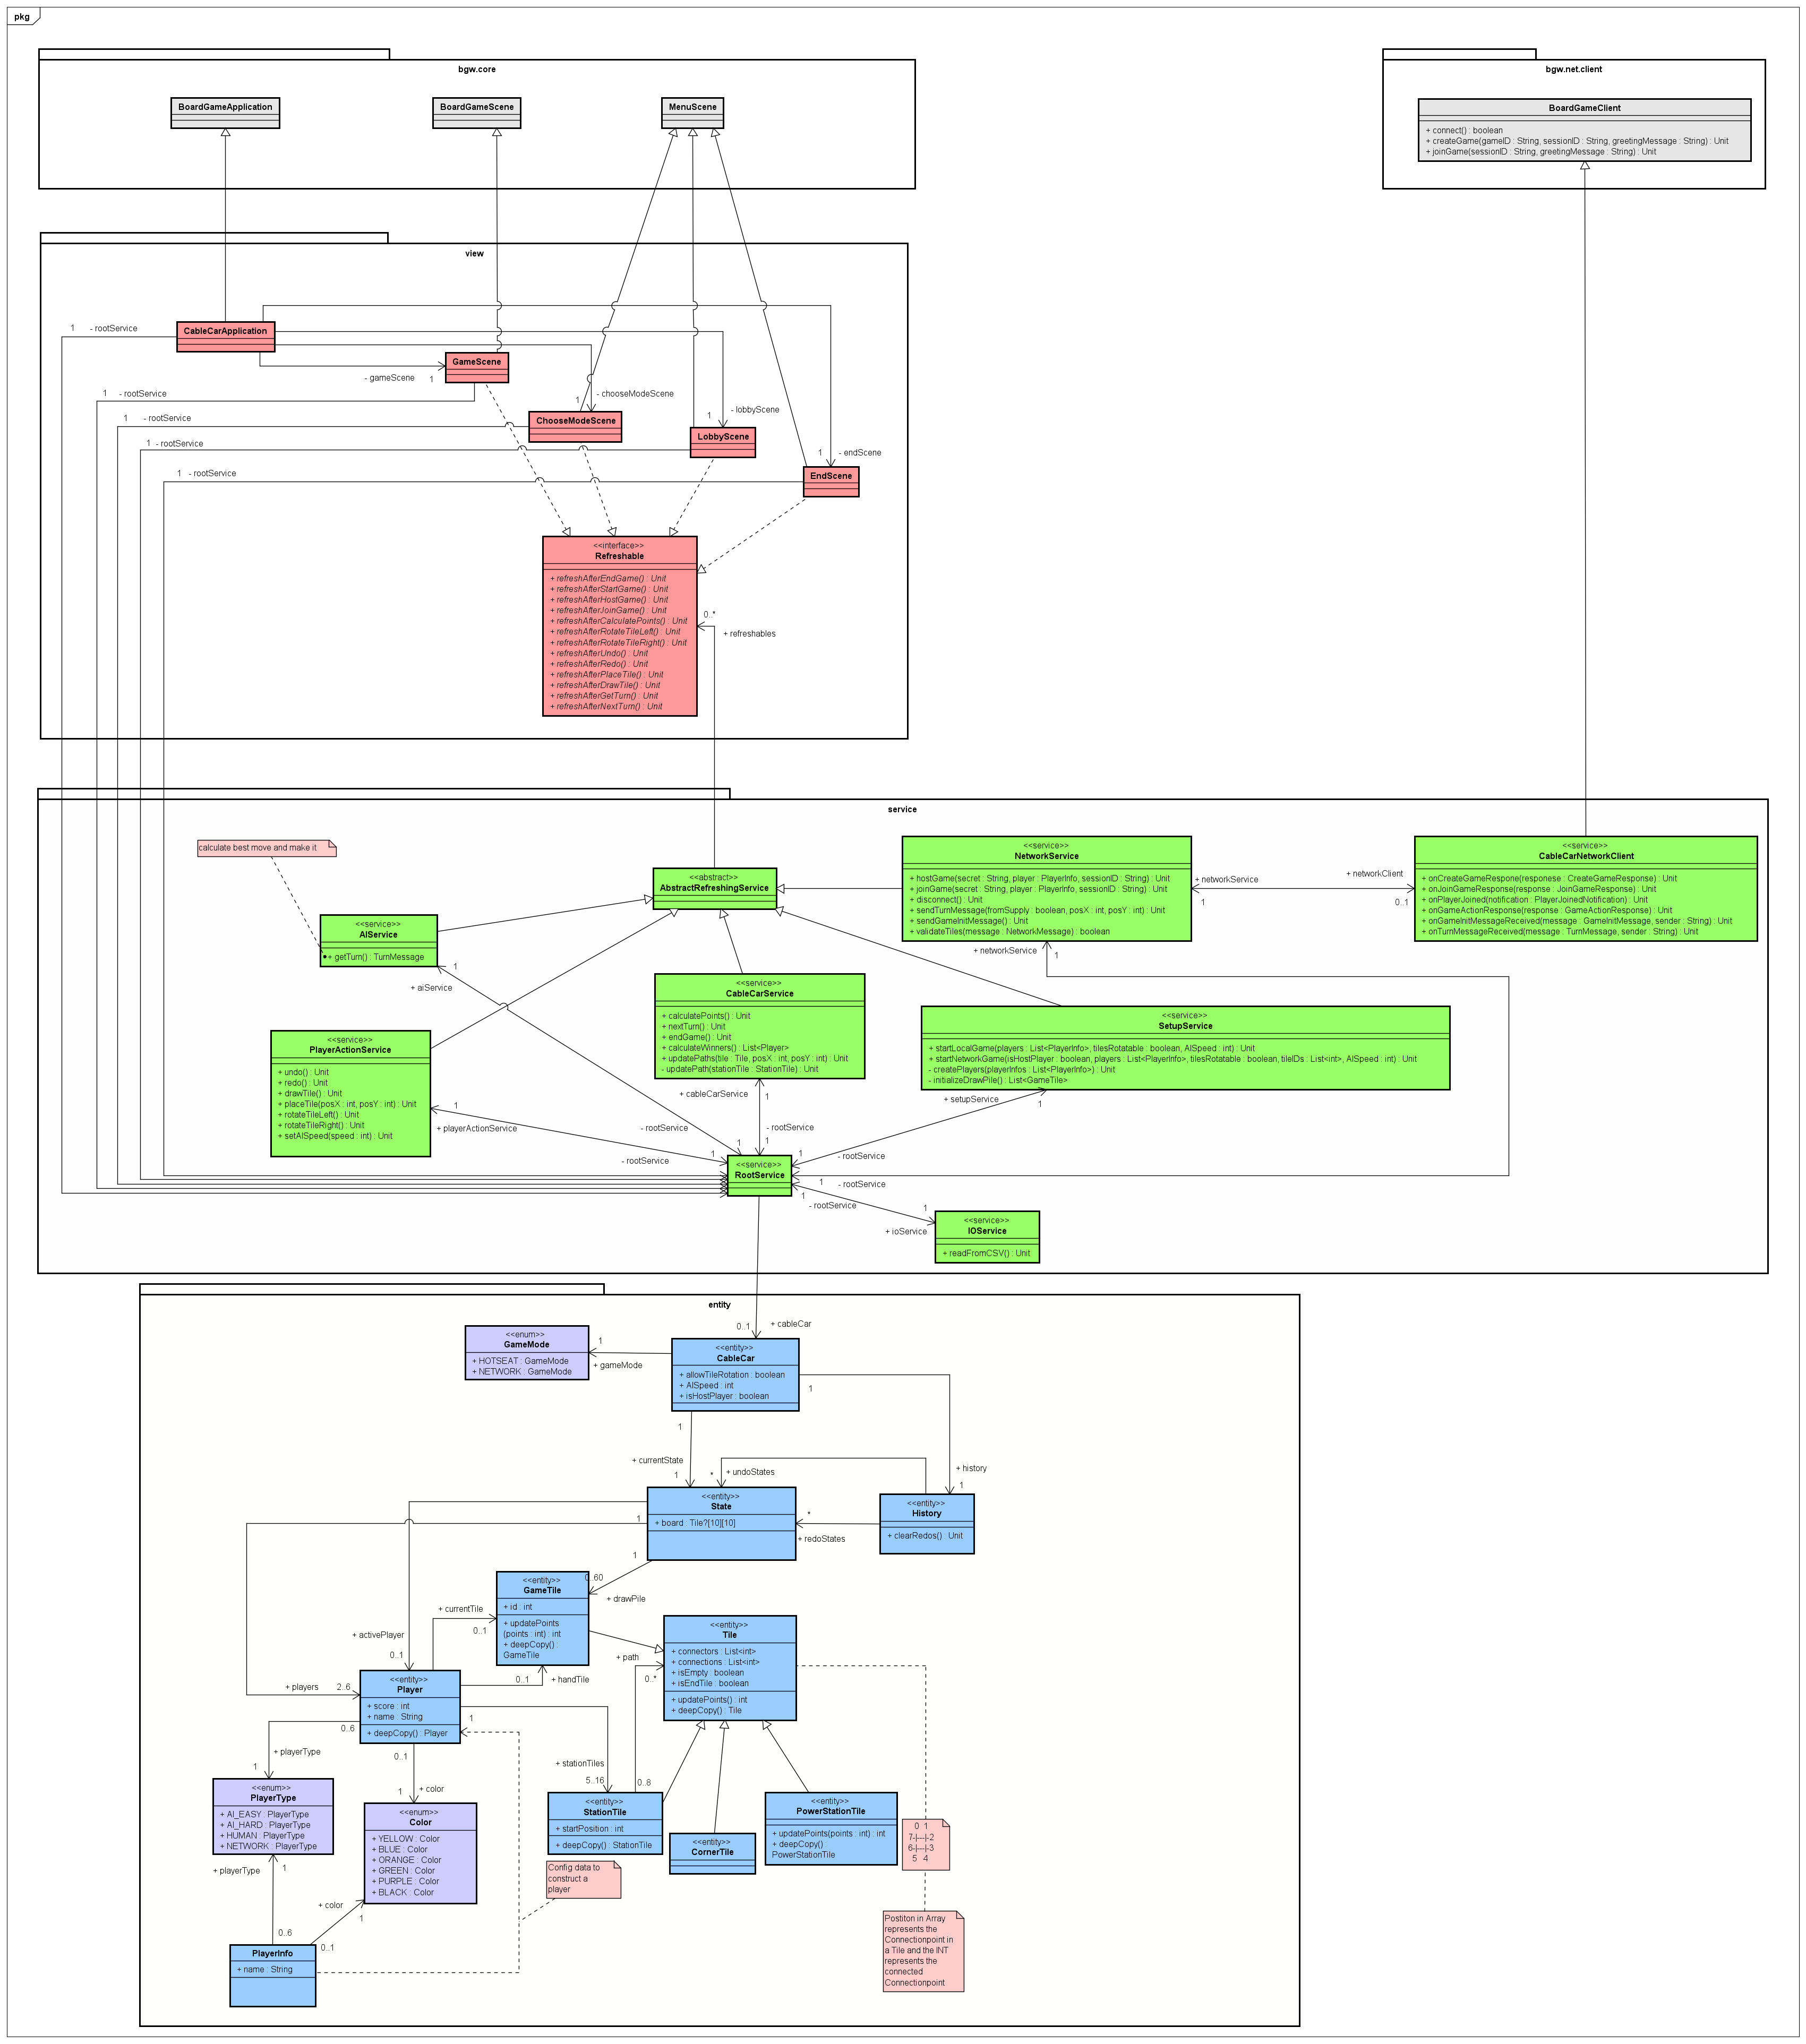 pkg
bgw.core
BoardGameApplication
BoardGameScene
MenuScene
bgw.net.client
BoardGameClient
+ connect() : boolean
+ createGame(gameID : String, sessionID : String, greetingMessage : String) : Unit
+ joinGame(sessionID : String, greetingMessage : String) : Unit
view
1 - rootService
CableCarApplication
- gameScene
1
GameScene
1 - rootService
1
- chooseModeScene
ChooseModeScene
1 - rootService
1
- lobbyScene
LobbyScene
1 - rootService
1
- endScene
EndScene
1 - rootService
<<interface>>
Refreshable
+ refreshAfterEndGame() : Unit
+ refreshAfterStartGame() : Unit
+ refreshAfterHostGame() : Unit
+ refreshAfterJoinGame() : Unit
+ refreshAfterCalculatePoints() : Unit
+ refreshAfterRotateTileLeft() : Unit
+ refreshAfterRotateTileRight() : Unit
+ refreshAfterUndo() : Unit
+ refreshAfterRedo() : Unit
+ refreshAfterPlaceTile() : Unit
+ refreshAfterDrawTile() : Unit
+ refreshAfterGetTurn() : Unit
+ refreshAfterNextTurn() : Unit
0..*
+ refreshables
service
calculate best move and make it
<<abstract>>
AbstractRefreshingService
<<service>>
NetworkService
+ hostGame(secret : String, player : PlayerInfo, sessionID : String) : Unit
+ joinGame(secret : String, player : PlayerInfo, sessionID : String) : Unit
+ disconnect() : Unit
+ sendTurnMessage(fromSupply : boolean, posX : int, posY : int) : Unit
+ sendGameInitMessage() : Unit
+ validateTiles(message : NetworkMessage) : boolean
+ networkService
1
+ networkClient
0..1
<<service>>
CableCarNetworkClient
+ onCreateGameRespone(responese : CreateGameResponse) : Unit
+ onJoinGameResponse(response : JoinGameResponse) : Unit
+ onPlayerJoined(notification : PlayerJoinedNotification) : Unit
+ onGameActionResponse(response : GameActionResponse) : Unit
+ onGameInitMessageReceived(message : GameInitMessage, sender : String) : Unit
+ onTurnMessageReceived(message : TurnMessage, sender : String) : Unit
<<service>>
AIService
+ getTurn() : TurnMessage
1
+ aiService
+ networkService
1
<<service>>
CableCarService
+ calculatePoints() : Unit
+ nextTurn() : Unit
+ endGame() : Unit
+ calculateWinners() : List<Player>
+ updatePaths(tile : Tile, posX : int, posY : int) : Unit
- updatePath(stationTile : StationTile) : Unit
<<service>>
SetupService
+ startLocalGame(players : List<PlayerInfo>, tilesRotatable : boolean, AISpeed : int) : Unit
+ startNetworkGame(isHostPlayer : boolean, players : List<PlayerInfo>, tilesRotatable : boolean, tileIDs : List<int>, AISpeed : int) : Unit
- createPlayers(playerInfos : List<PlayerInfo>) : Unit
- initializeDrawPile() : List<GameTile>
<<service>>
PlayerActionService
+ undo() : Unit
+ redo() : Unit
+ drawTile() : Unit
+ placeTile(posX : int, posY : int) : Unit
+ rotateTileLeft() : Unit
+ rotateTileRight() : Unit
+ setAISpeed(speed : int) : Unit
1
+ playerActionService
+ cableCarService
1
+ setupService
1
- rootService
1
- rootService
1
- rootService
1
1
- rootService
<<service>>
RootService
1
- rootService
1
- rootService
1
+ ioService
<<service>>
IOService
+ readFromCSV() : Unit
entity
0..1
+ cableCar
<<enum>>
GameMode
+ HOTSEAT : GameMode
+ NETWORK : GameMode
1
+ gameMode
<<entity>>
CableCar
+ allowTileRotation : boolean
+ AISpeed : int
+ isHostPlayer : boolean
1
1
+ currentState
1
*
+ undoStates
+ history
1
<<entity>>
State
+ board : Tile?[10][10]
1
1
*
+ redoStates
<<entity>>
History
+ clearRedos() : Unit
<<entity>>
GameTile
+ id : int
+ updatePoints
(points : int) : int
+ deepCopy() :
GameTile
0..60
+ drawPile
+ currentTile
0..1
+ activePlayer
0..1
0..1
+ handTile
<<entity>>
Tile
+ connectors : List<int>
+ connections : List<int>
+ isEmpty : boolean
+ isEndTile : boolean
+ updatePoints() : int
+ deepCopy() : Tile
+ path
0..*
+ players
2..6
<<entity>>
Player
+ score : int
+ name : String
+ deepCopy() : Player
1
0..6
+ playerType
1
0..1
+ color
1
+ stationTiles
5..16
0..8
<<enum>>
PlayerType
+ AI_EASY : PlayerType
+ AI_HARD : PlayerType
+ HUMAN : PlayerType
+ NETWORK : PlayerType
<<enum>>
Color
+ YELLOW : Color
+ BLUE : Color
+ ORANGE : Color
+ GREEN : Color
+ PURPLE : Color
+ BLACK : Color
<<entity>>
StationTile
+ startPosition : int
+ deepCopy() : StationTile
<<entity>>
CornerTile
<<entity>>
PowerStationTile
+ updatePoints(points : int) : int
+ deepCopy() :
PowerStationTile
0 1
7-|---|-2
6-|---|-3
5 4
Config data to
construct a
player
+ playerType
1
+ color
1
0..6
0..1
PlayerInfo
+ name : String
Postiton in Array
represents the
Connectionpoint in
a Tile and the INT
represents the
connected
Connectionpoint